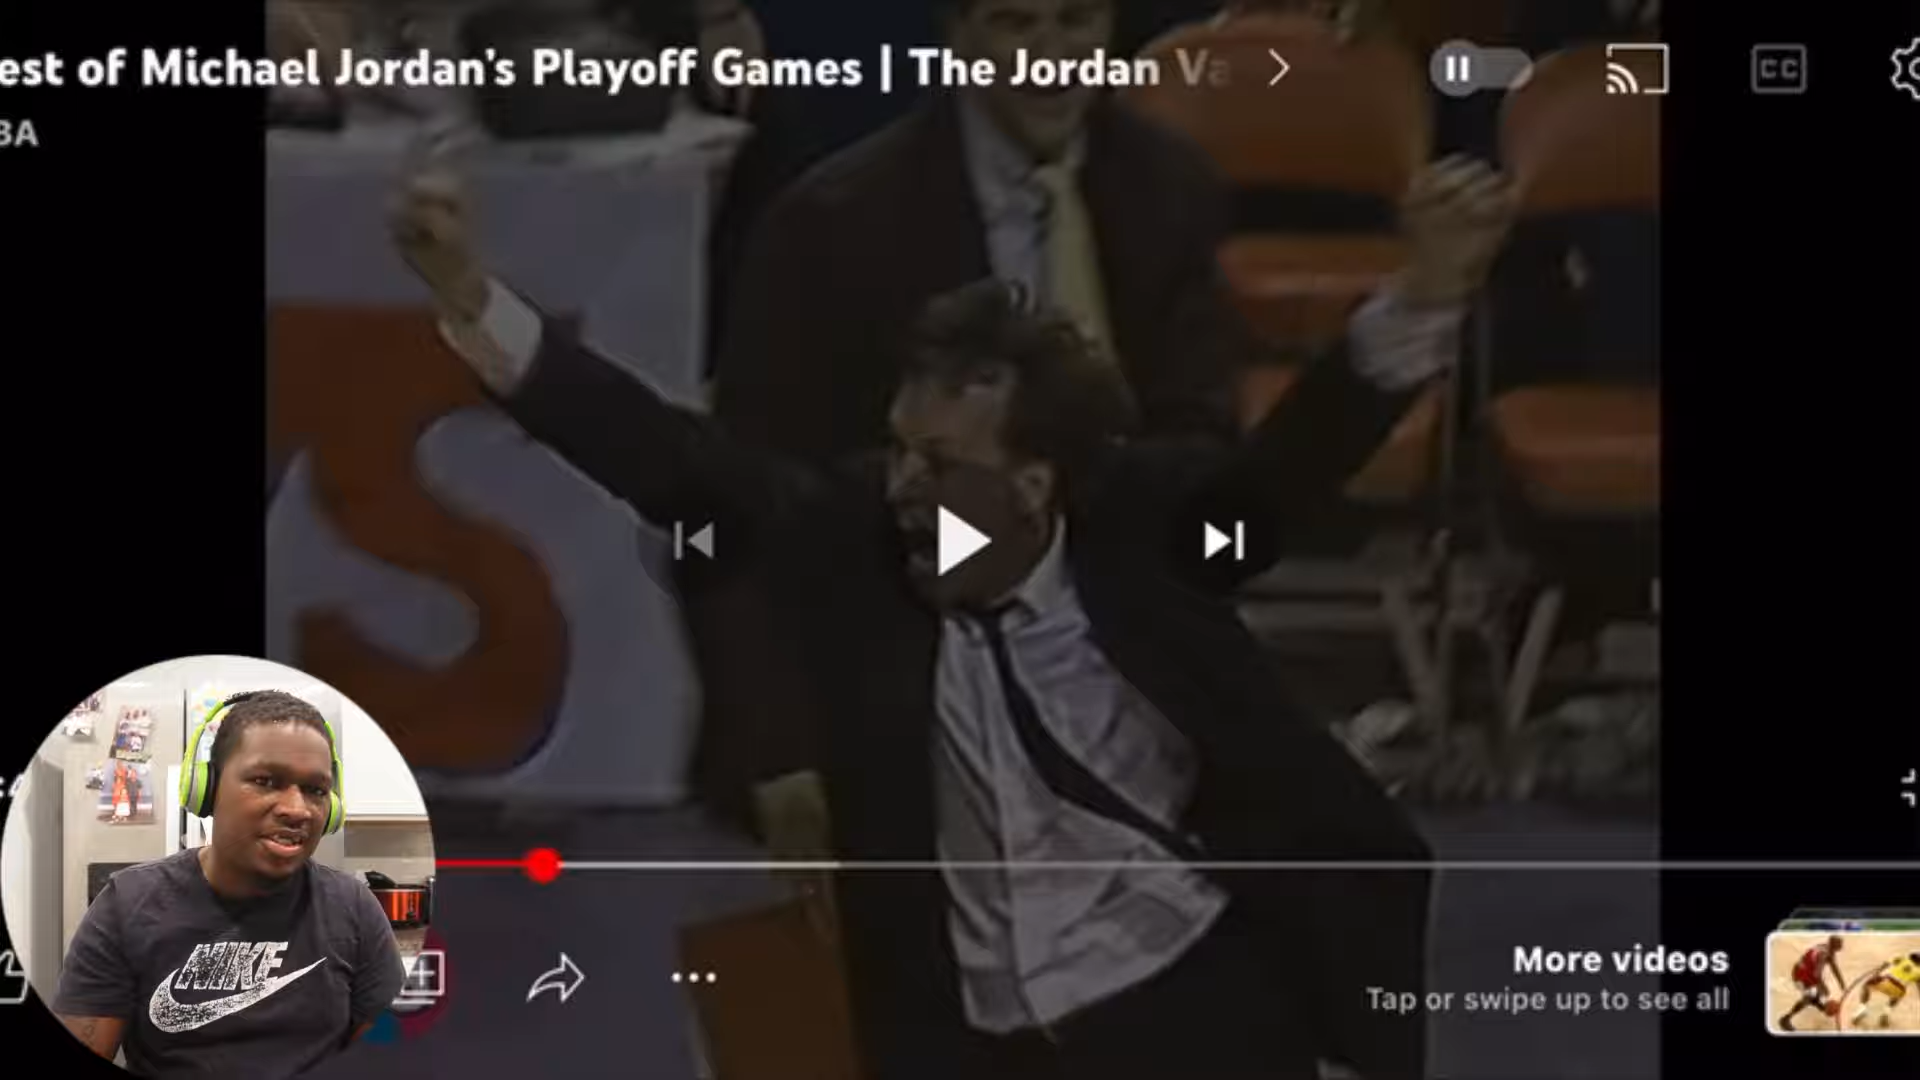 est of Michael Jordan's Playoff Games | The Jordan Va
BA
CC
S
NIKE
More videos
Tap or swipe up to see all